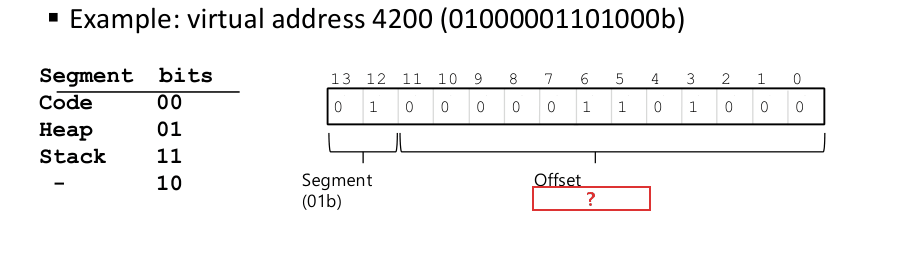 ▪ Example: virtual address 4200 (01000001101000b)
Segment bits
Code 00
Heap 01
Stack 11
- 10
13 12 11 10 9 8 7 6 5 4 3 2 1 0
0 1 0 0 0 0 0 1 1 0 1 0 0 0
Segment
(01b)
Offset
?